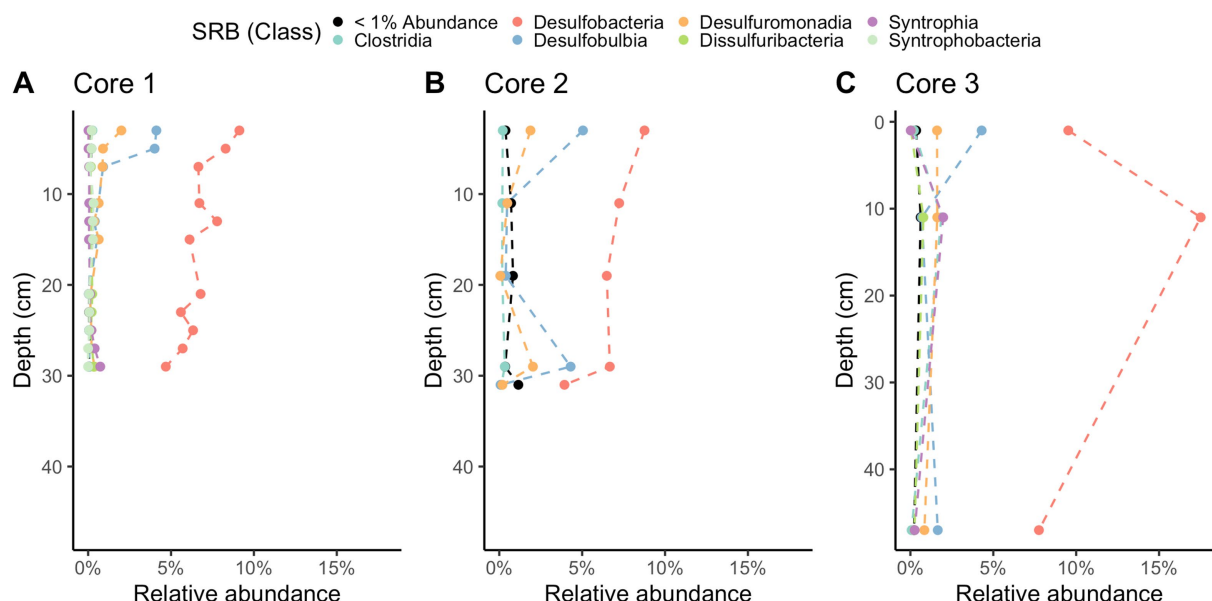 SRB (Class)
< 1% Abundance
Desulfobacteria
Desulfuromonadia
Syntrophia
Clostridia
Desulfobulbia
Dissulfuribacteria
Syntrophobacteria
A Core 1
B Core 2
C Core 3
Depth (cm)
10
20
30
40
0% 5% 10% 15%
Relative abundance
Depth (cm)
10
20
30
40
0% 5% 10% 15%
Relative abundance
Depth (cm)
0
10
20
30
40
0% 5% 10% 15%
Relative abundance